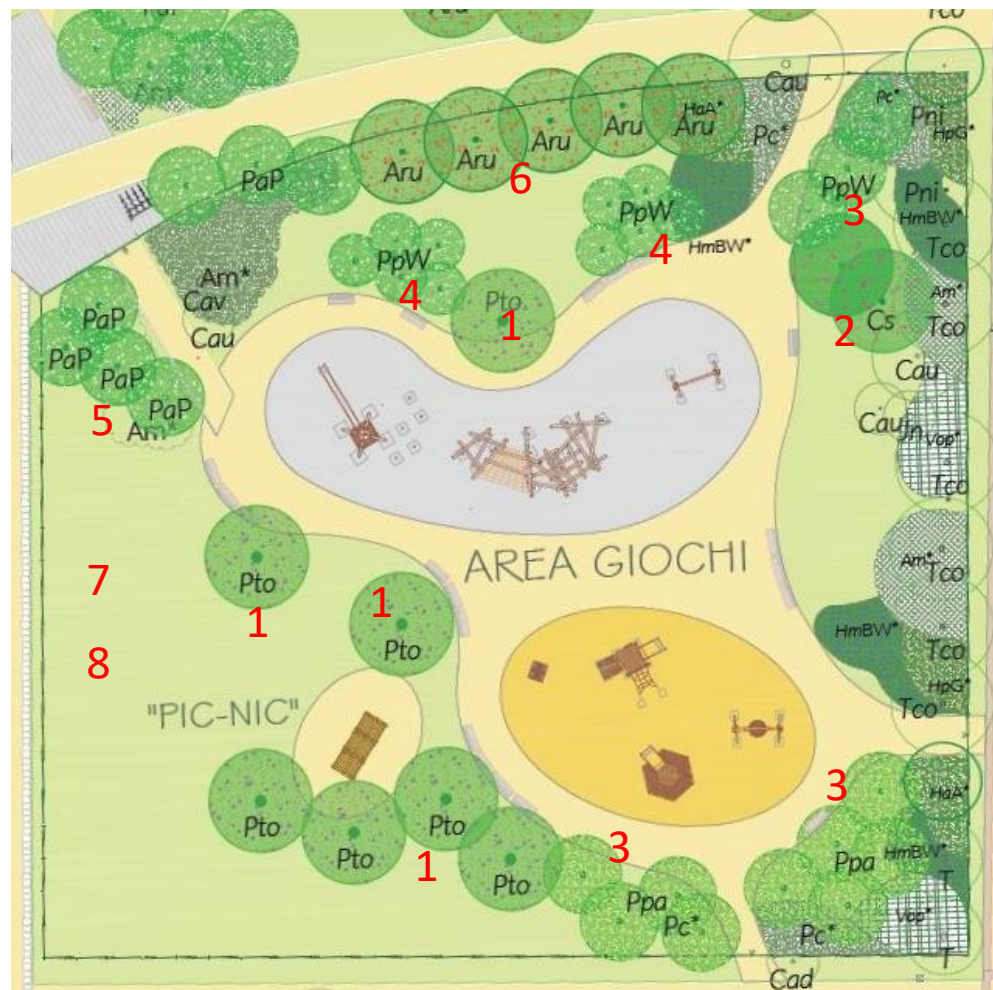 Aru
Tco
Am*
Cau
HaA*
Pc*
Pc*
Pni
HpG*
Aru
Aru
Aru
Aru
Aru
PaP
6
PpW
3
Pni
HmBW*
Tco
PpW
4
HmBW*
PpW
4
Am*
Cav
Cau
Pto
1
Am*
Tco
Cs
2
PaP
PaP
PaP
PaP
5
Am*
Cau
Cau
Jn
Vop*
Tco
AREA GIOCHI
Am*
Tco
7
Pto
1
1
Pto
8
HmBW*
Tco
HpG*
Tco
"PIC-NIC"
3
HaA*
Pto
Pto
Pto
1
Pto
3
Ppa
HmBW*
T
Ppa
Pc*
Pc*
Vop*
T
Cad